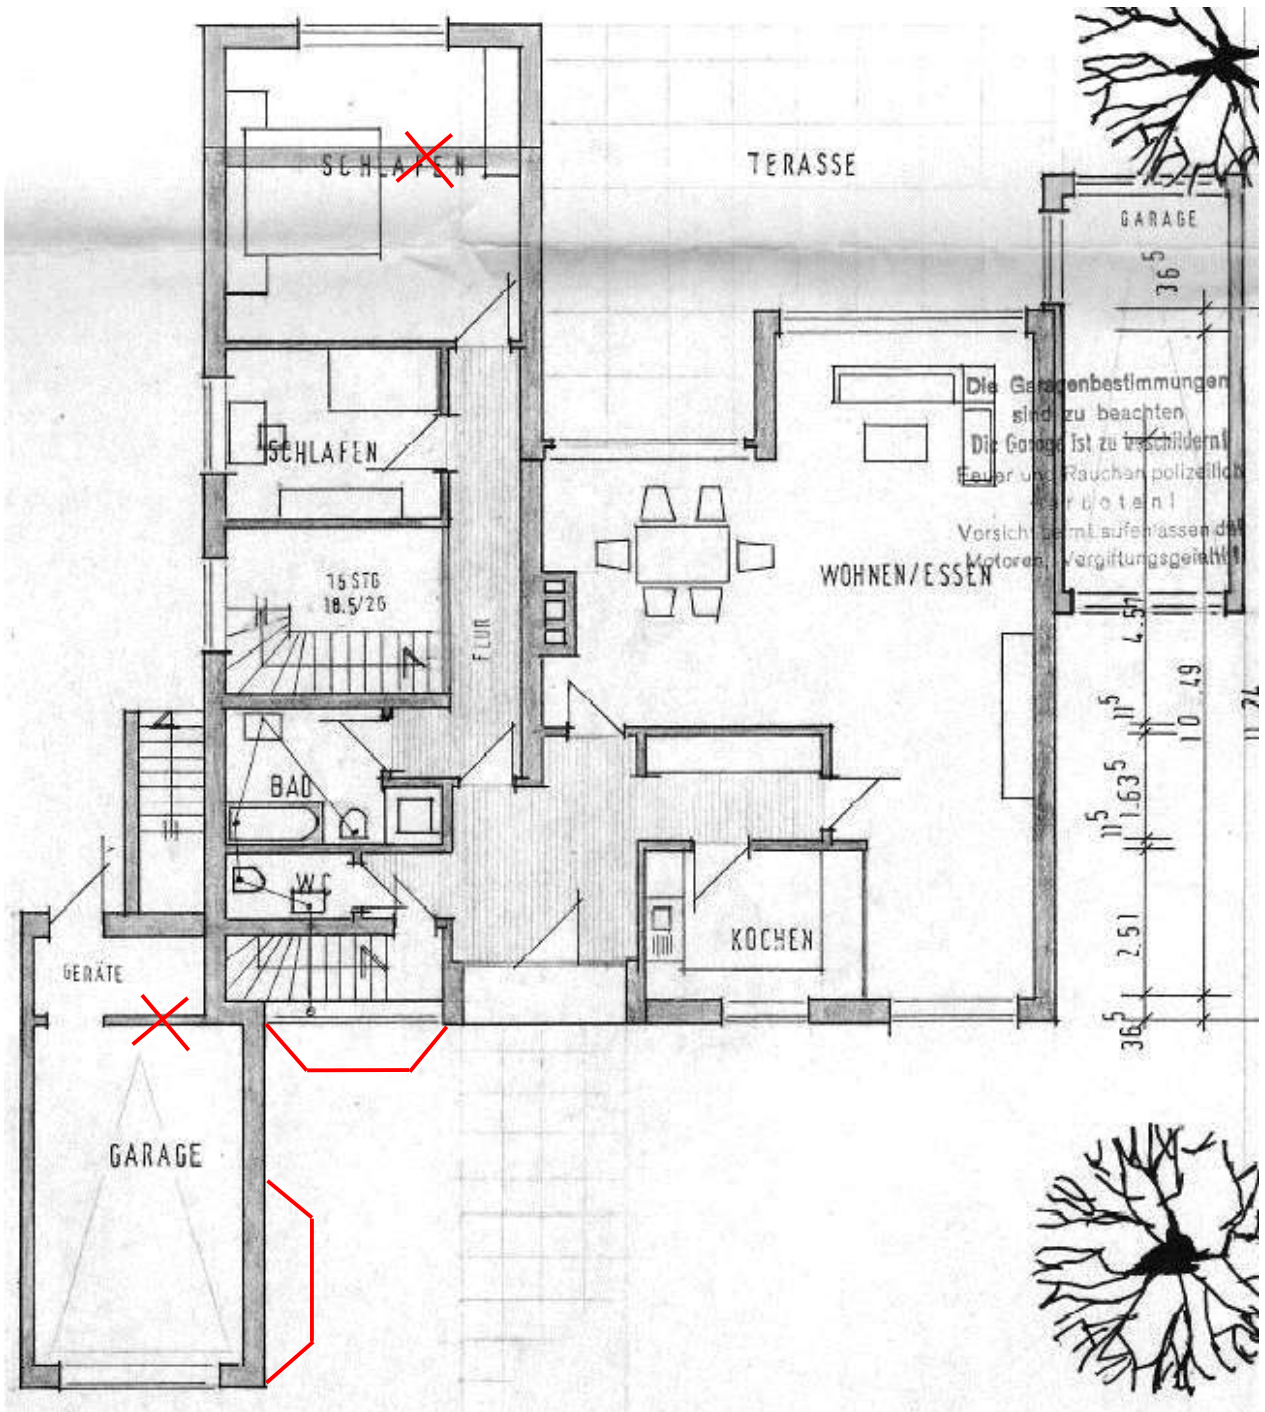 SCHLAFEN
TERASSE
GARAGE
36⁵
Die Garagenbestimmungen
sind zu beachten
Die Garage ist zu beschildern!
Feuer und Rauchen polizeilich
verboten!
Vorsicht beim Laufenlassen der
Motoren, Vergiftungsgefahr!
SCHLAFEN
WOHNEN/ESSEN
16 STG
18.5/26
FLUR
4.51
11⁵
10.49
BAD
1.63⁵
11⁵
WC
KOCHEN
2.51
GERÄTE
36⁵
GARAGE